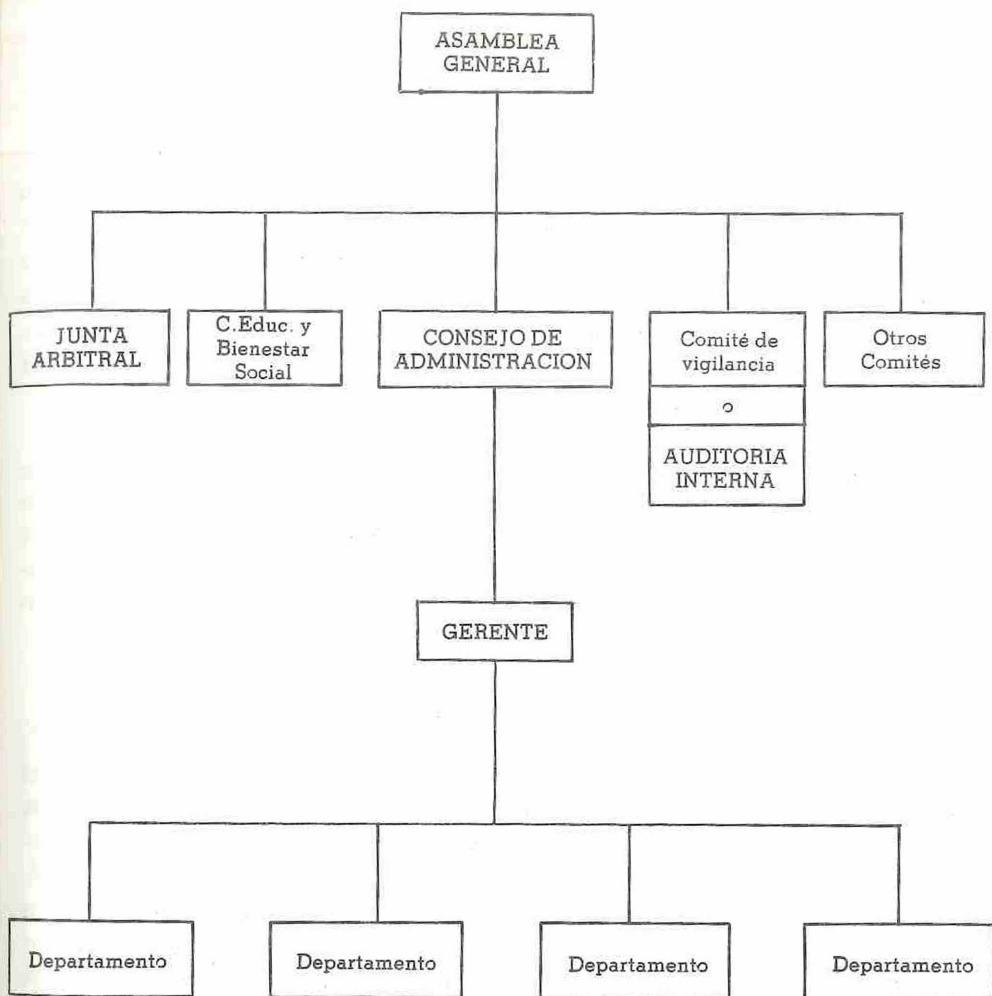 ASAMBLEA
GENERAL
JUNTA
ARBITRAL
C.Educ. y
Bienestar
Social
CONSEJO DE
ADMINISTRACION
Comité de
vigilancia
o
AUDITORIA
INTERNA
Otros
Comités
GERENTE
Departamento
Departamento
Departamento
Departamento